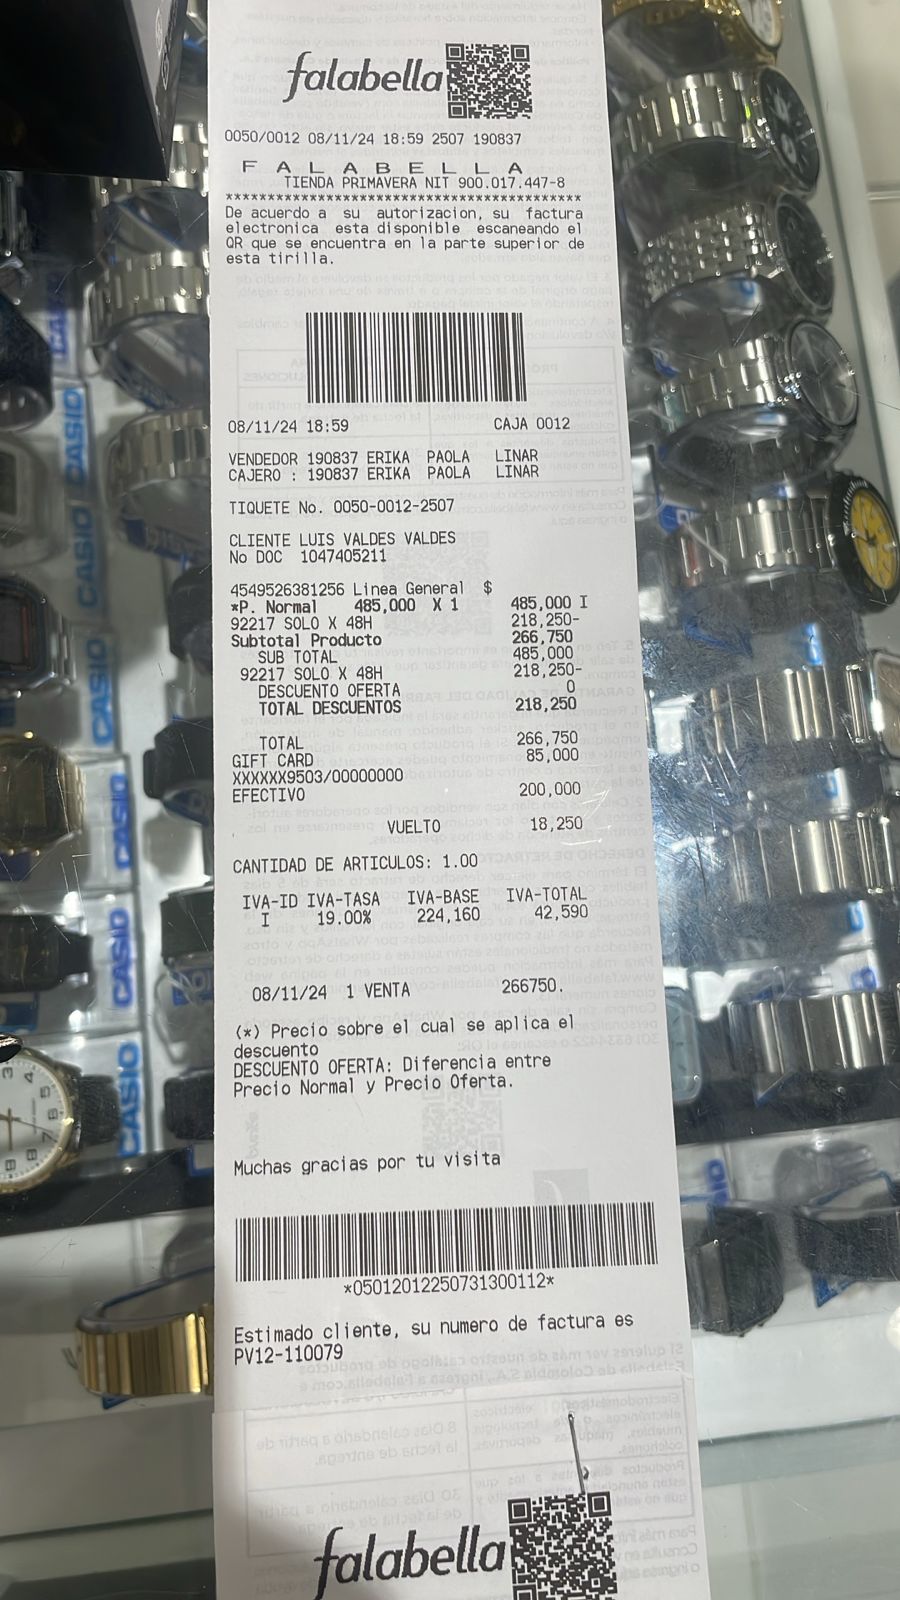 falabella
0050/0012 08/11/24 18:59 2507 190837
F A L A B E L L A
TIENDA PRIMAVERA NIT 900.017.447-8
******************************************
De acuerdo a su autorizacion, su factura
electronica esta disponible escaneando el
QR que se encuentra en la parte superior de
esta tirilla.
08/11/24 18:59 CAJA 0012
VENDEDOR 190837 ERIKA PAOLA LINAR
CAJERO : 190837 ERIKA PAOLA LINAR
TIQUETE No. 0050-0012-2507
CLIENTE LUIS VALDES VALDES
No DOC 1047405211
4549526381256 Linea General $
*P. Normal 485,000 X 1 485,000 I
92217 SOLO X 48H 218,250-
Subtotal Producto 266,750
SUB TOTAL 485,000
92217 SOLO X 48H 218,250-
DESCUENTO OFERTA 0
TOTAL DESCUENTOS 218,250
TOTAL 266,750
GIFT CARD 85,000
XXXXXX9503/00000000
EFECTIVO 200,000
VUELTO 18,250
CANTIDAD DE ARTICULOS: 1.00
IVA-ID IVA-TASA IVA-BASE IVA-TOTAL
I 19.00% 224,160 42,590
08/11/24 1 VENTA 266750.
(*) Precio sobre el cual se aplica el
descuento
DESCUENTO OFERTA: Diferencia entre
Precio Normal y Precio Oferta.
Muchas gracias por tu visita
*05012012250731300112*
Estimado cliente, su numero de factura es
PV12-110079
falabella
CASIO
CASIO
CASIO
CASIO
CASIO